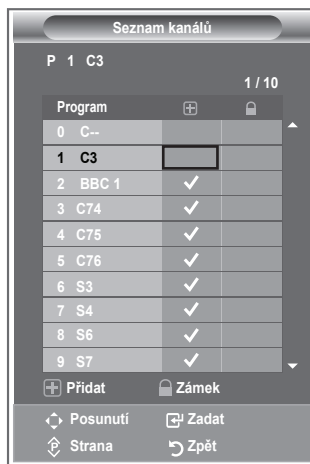 Seznam kanálů
P 1 C3
1 / 10
Program
0 C--
1 C3
2 BBC 1
3 C74
4 C75
5 C76
6 S3
7 S4
8 S6
9 S7
Přidat Zámek
Posunutí Zadat
Strana Zpět